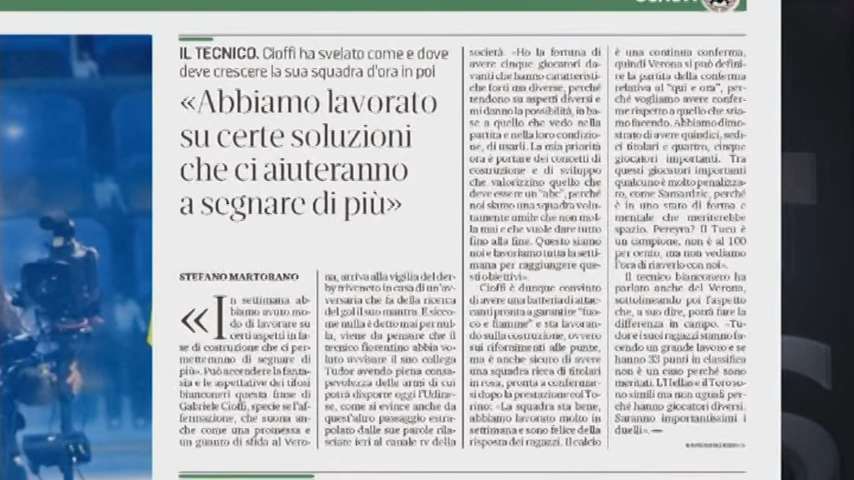 IL TECNICO. Cioffi ha svelato come e dove
deve crescere la sua squadra d'ora in poi
«Abbiamo lavorato
su certe soluzioni
che ci aiuteranno
a segnare di più»
STEFANO MARTORANO
«In settimana ab-
biamo avuto mo-
do di lavorare su
certi aspetti in fa-
se di costruzione che ci per-
metteranno di segnare di
più». Può accendere la fanta-
sia e le aspettative dei tifosi
bianconeri questa frase di
Gabriele Cioffi, specie se l'af-
fermazione, che suona an-
che come una promessa e
un guanto di sfida al Vero-
na, arriva alla vigilia del der-
by triveneto in casa di un'av-
versaria che fa della ricerca
del gol il suo mantra. E sicco-
me nulla è detto mai per nul-
la, viene da pensare che il
tecnico fiorentino abbia vo-
luto avvisare il suo collega
Tudor avendo piena consa-
pevolezza delle armi di cui
potrà disporre oggi l'Udine-
se, come si evince anche da
quest'altro passaggio estra-
polato dalle sue parole rila-
sciate ieri al canale tv della
società. «Ho la fortuna di
avere cinque giocatori da-
vanti che hanno caratteristi-
che forti ma diverse, perché
tendono su aspetti diversi e
mi danno la possibilità, in ba-
se a quello che vedo nella
partita e nella loro condizio-
ne, di usarli. La mia priorità
ora è portare dei concetti di
costruzione e di sviluppo
che valorizzino quello che
deve essere un "abc", perché
noi siamo una squadra volu-
tamente umile che non mol-
la mai e che vuole dare tutto
fino alla fine. Questo siamo
noi e lavoriamo tutta la setti-
mana per raggiungere que-
sti obiettivi».
Cioffi è dunque convinto
di avere una batteria di attac-
canti pronta a garantire "fuo-
co e fiamme" e sta lavoran-
do sulla costruzione, ovvero
sui rifornimenti alle punte,
ma è anche sicuro di avere
una squadra ricca di titolari
in rosa, pronta a confermar-
si dopo la prestazione col To-
rino: «La squadra sta bene,
abbiamo lavorato molto in
settimana e sono felice della
risposta dei ragazzi. Il calcio
è una continua conferma,
quindi Verona si può defini-
re la partita della conferma
relativa al "qui e ora", per-
ché vogliamo avere confer-
me rispetto a quello che stia-
mo facendo. Abbiamo dimo-
strato di avere quindici, sedi-
ci titolari e quattro, cinque
giocatori importanti. Tra
questi giocatori importanti
qualcuno è molto penalizza-
to, come Samardzic, perché
è in uno stato di forma e
mentale che meriterebbe
spazio. Pereyra? Il Tucu è
un campione, non è al 100
per cento, ma non vediamo
l'ora di riaverlo con noi».
Il tecnico bianconero ha
parlato anche del Verona,
sottolineando poi l'aspetto
che, a suo dire, potrà fare la
differenza in campo. «Tu-
dor e i suoi ragazzi stanno fa-
cendo un grande lavoro e se
hanno 33 punti in classifica
non è un caso perché sono
meritati. L'Hellas e il Toro so-
no simili ma non uguali per-
ché hanno giocatori diversi.
Saranno importantissimi i
duelli». —